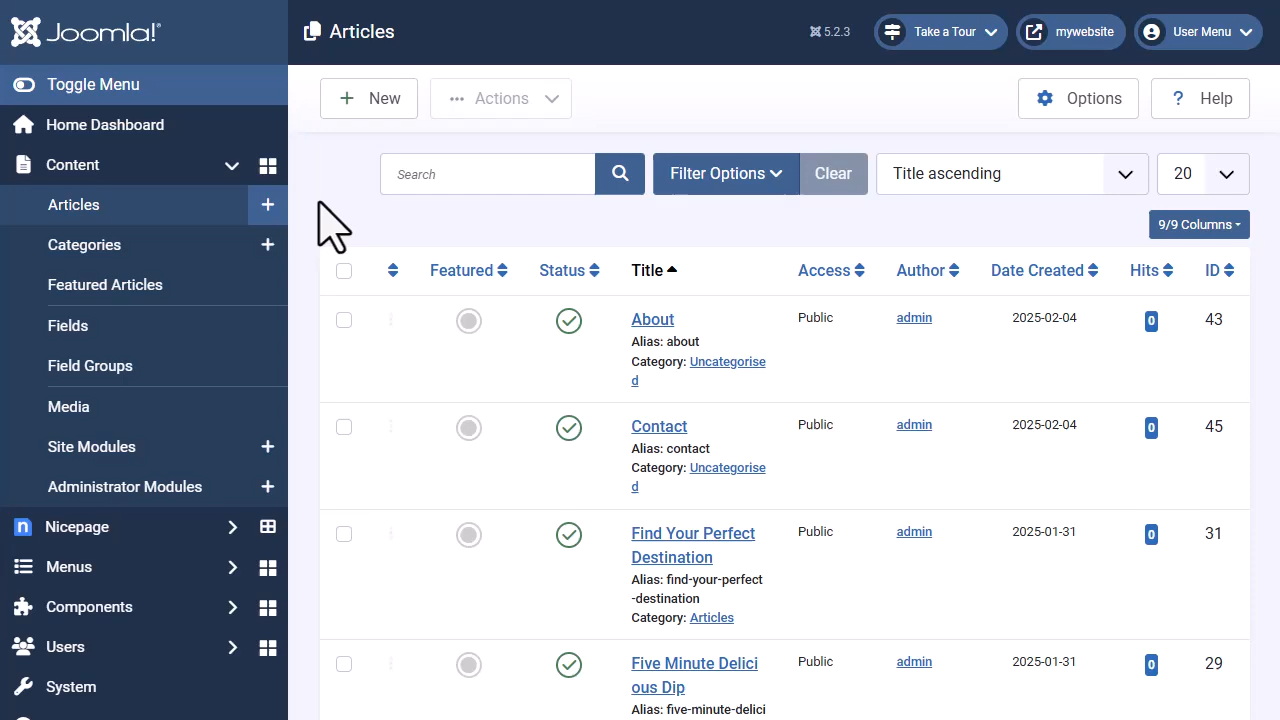 Joomla!®
Articles
5.2.3
Take a Tour
mywebsite
User Menu
Toggle Menu
Home Dashboard
Content
Articles
Categories
Featured Articles
Fields
Field Groups
Media
Site Modules
Administrator Modules
n Nicepage
Menus
Components
Users
System
New
Actions
Options
? Help
Search
Filter Options
Clear
Title ascending
20
9/9 Columns
Featured
Status
Title
Access
Author
Date Created
Hits
ID
About
Alias: about
Category: Uncategorise
d
Public
admin
2025-02-04
0
43
Contact
Alias: contact
Category: Uncategorise
d
Public
admin
2025-02-04
0
45
Find Your Perfect
Destination
Alias: find-your-perfect
-destination
Category: Articles
Public
admin
2025-01-31
0
31
Five Minute Delici
ous Dip
Alias: five-minute-delici
Public
admin
2025-01-31
0
29